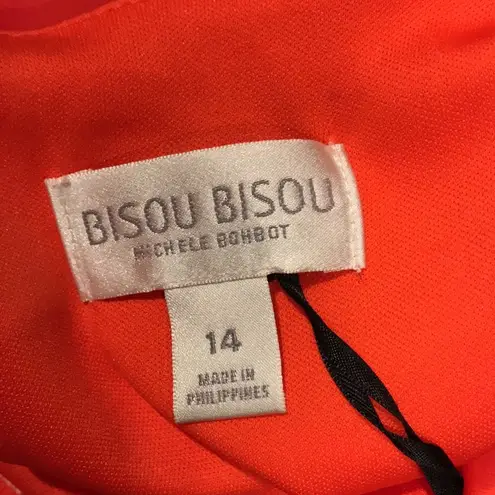 BISOU BISOU
MICHELE BOHBOT
14
MADE IN
PHILIPPINES